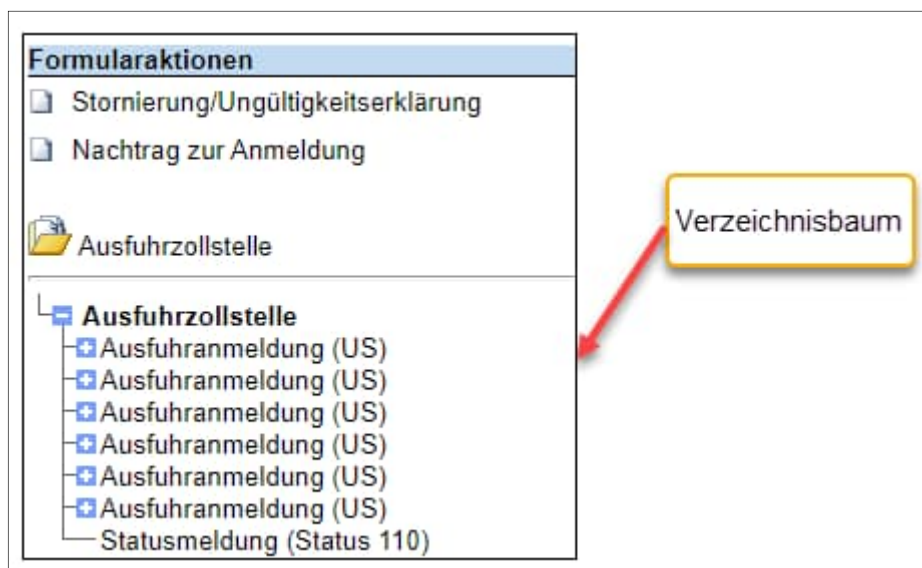 Formularaktionen
Stornierung/Ungültigkeitserklärung
Nachtrag zur Anmeldung
Ausfuhrzollstelle
Verzeichnisbaum
Ausfuhrzollstelle
Ausfuhranmeldung (US)
Ausfuhranmeldung (US)
Ausfuhranmeldung (US)
Ausfuhranmeldung (US)
Ausfuhranmeldung (US)
Ausfuhranmeldung (US)
Statusmeldung (Status 110)